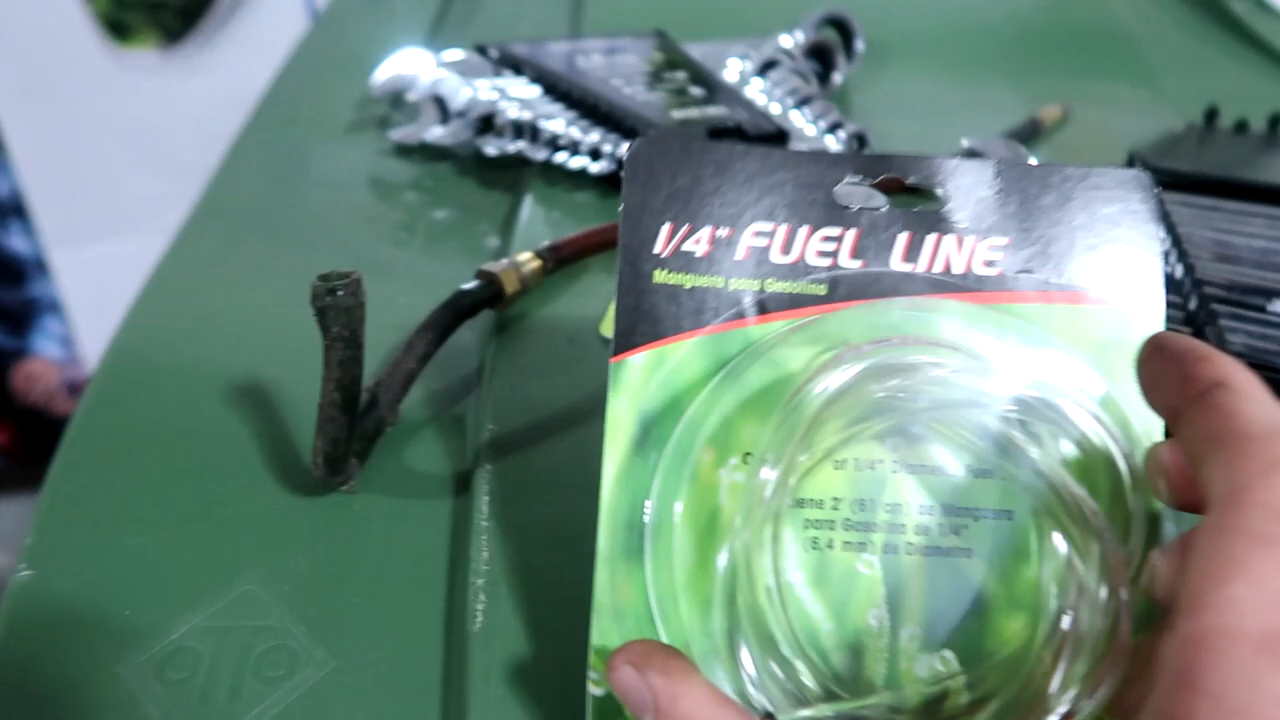 1/4" FUEL LINE
Manguera para Gasolina
of 1/4" Diameter Fuel
2' (61 cm) de Manguera
para Gasolina de 1/4"
(6,4 mm) de Diametro
OTTO